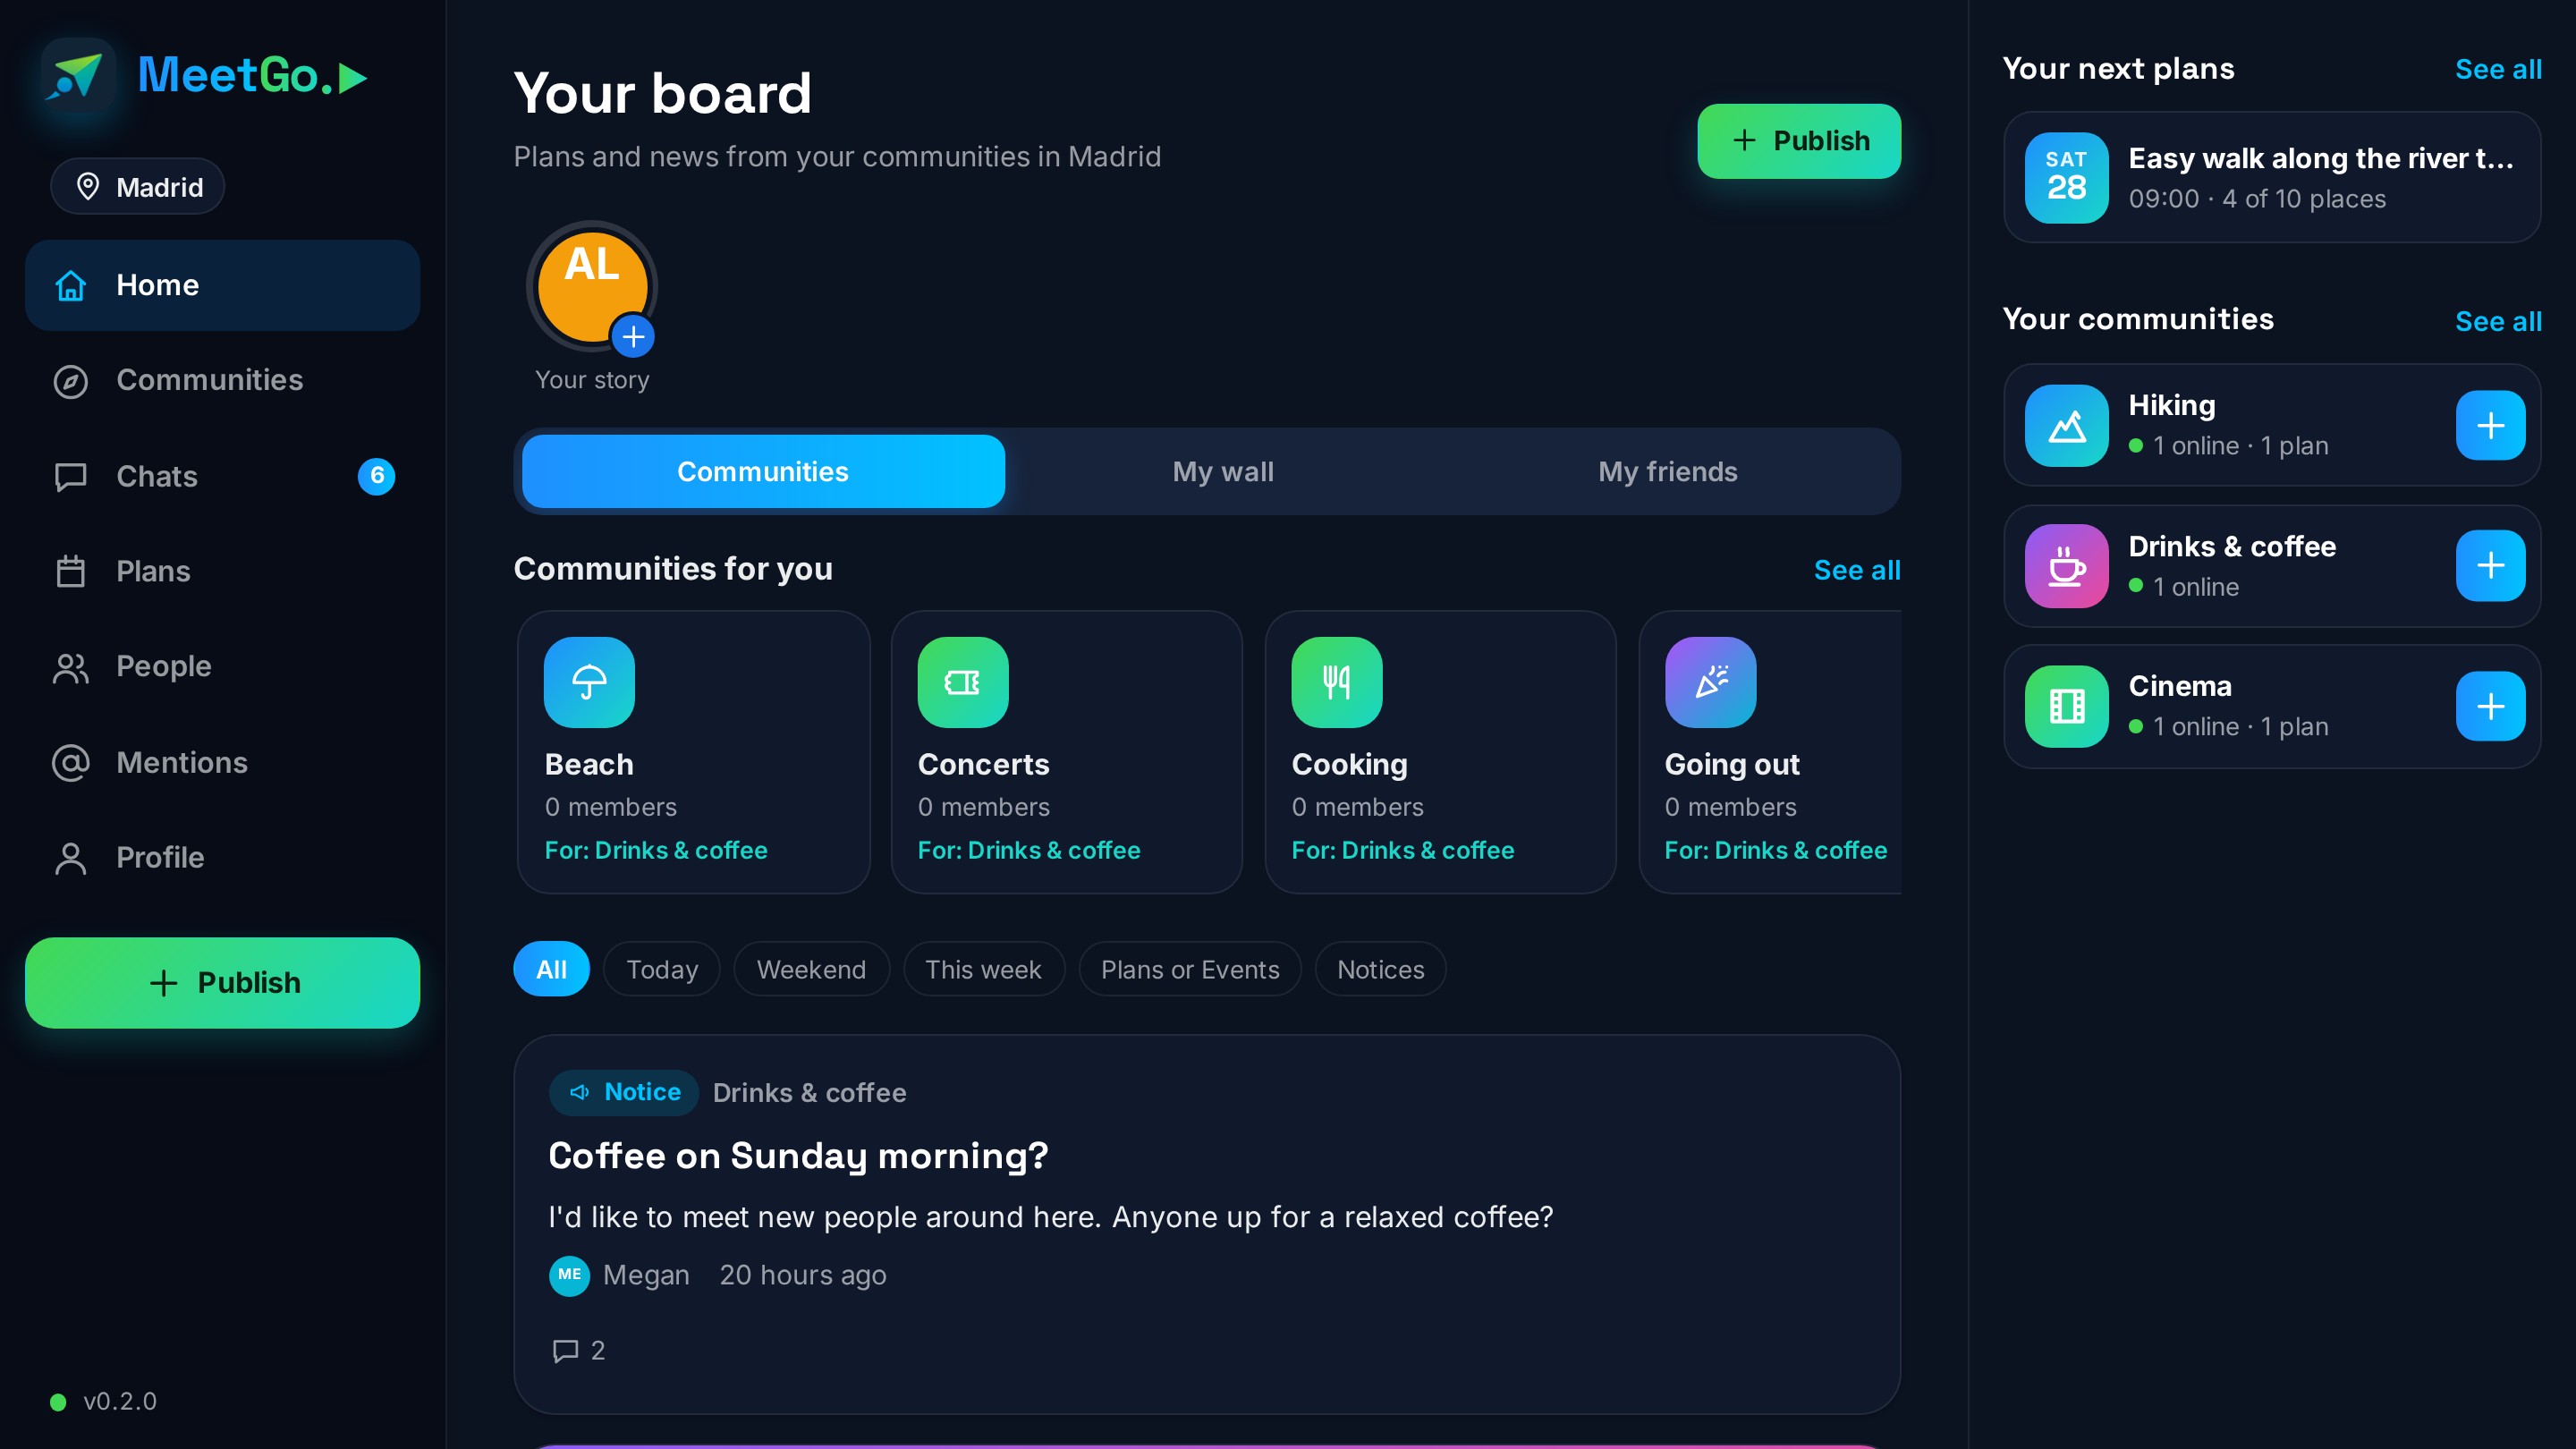 MeetGo.
Madrid
Home
Communities
Chats
6
Plans
People
Mentions
Profile
Publish
v0.2.0
Your board
Plans and news from your communities in Madrid
Publish
AL
Your story
Communities
My wall
My friends
Communities for you
See all
Beach
0 members
For: Drinks & coffee
Concerts
0 members
For: Drinks & coffee
Cooking
0 members
For: Drinks & coffee
Going out
0 members
For: Drinks & coffee
All
Today
Weekend
This week
Plans or Events
Notices
Notice
Drinks & coffee
Coffee on Sunday morning?
I'd like to meet new people around here. Anyone up for a relaxed coffee?
ME
Megan
20 hours ago
2
Your next plans
See all
SAT
28
Easy walk along the river t...
09:00 · 4 of 10 places
Your communities
See all
Hiking
1 online · 1 plan
Drinks & coffee
1 online
Cinema
1 online · 1 plan